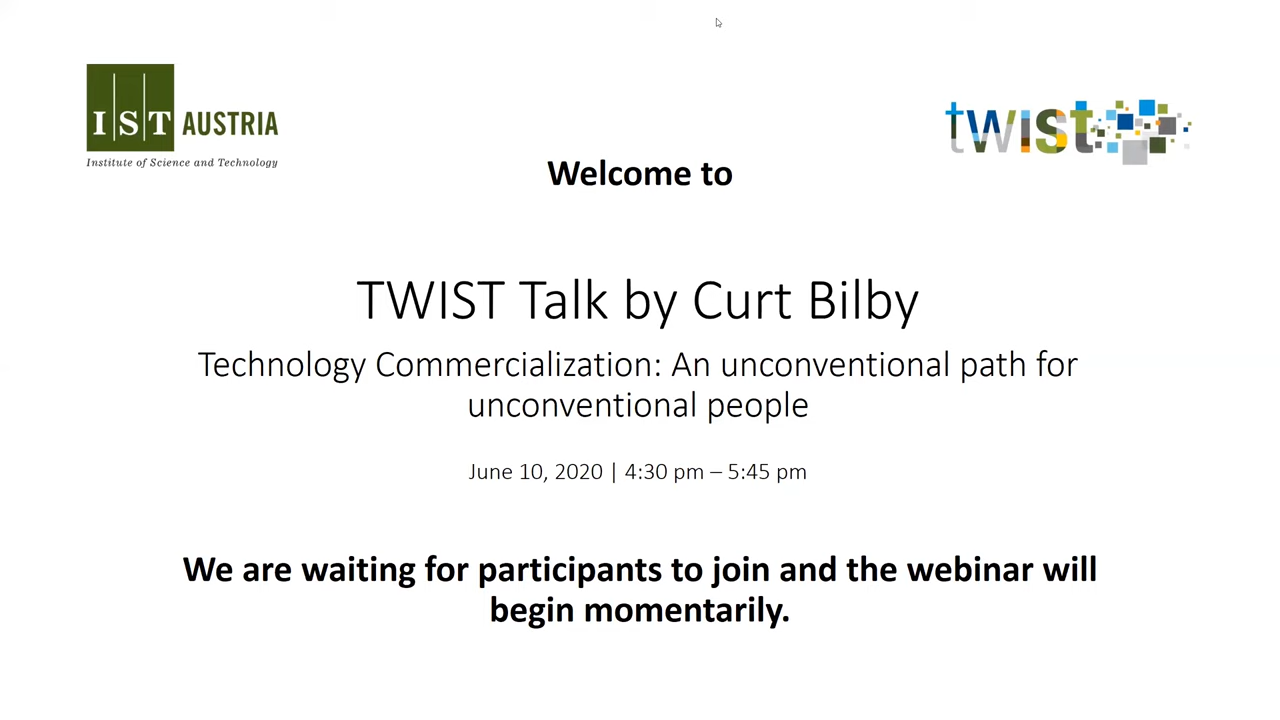 IST AUSTRIA
Institute of Science and Technology
twist
Welcome to
TWIST Talk by Curt Bilby
Technology Commercialization: An unconventional path for
unconventional people
June 10, 2020 | 4:30 pm – 5:45 pm
We are waiting for participants to join and the webinar will
begin momentarily.